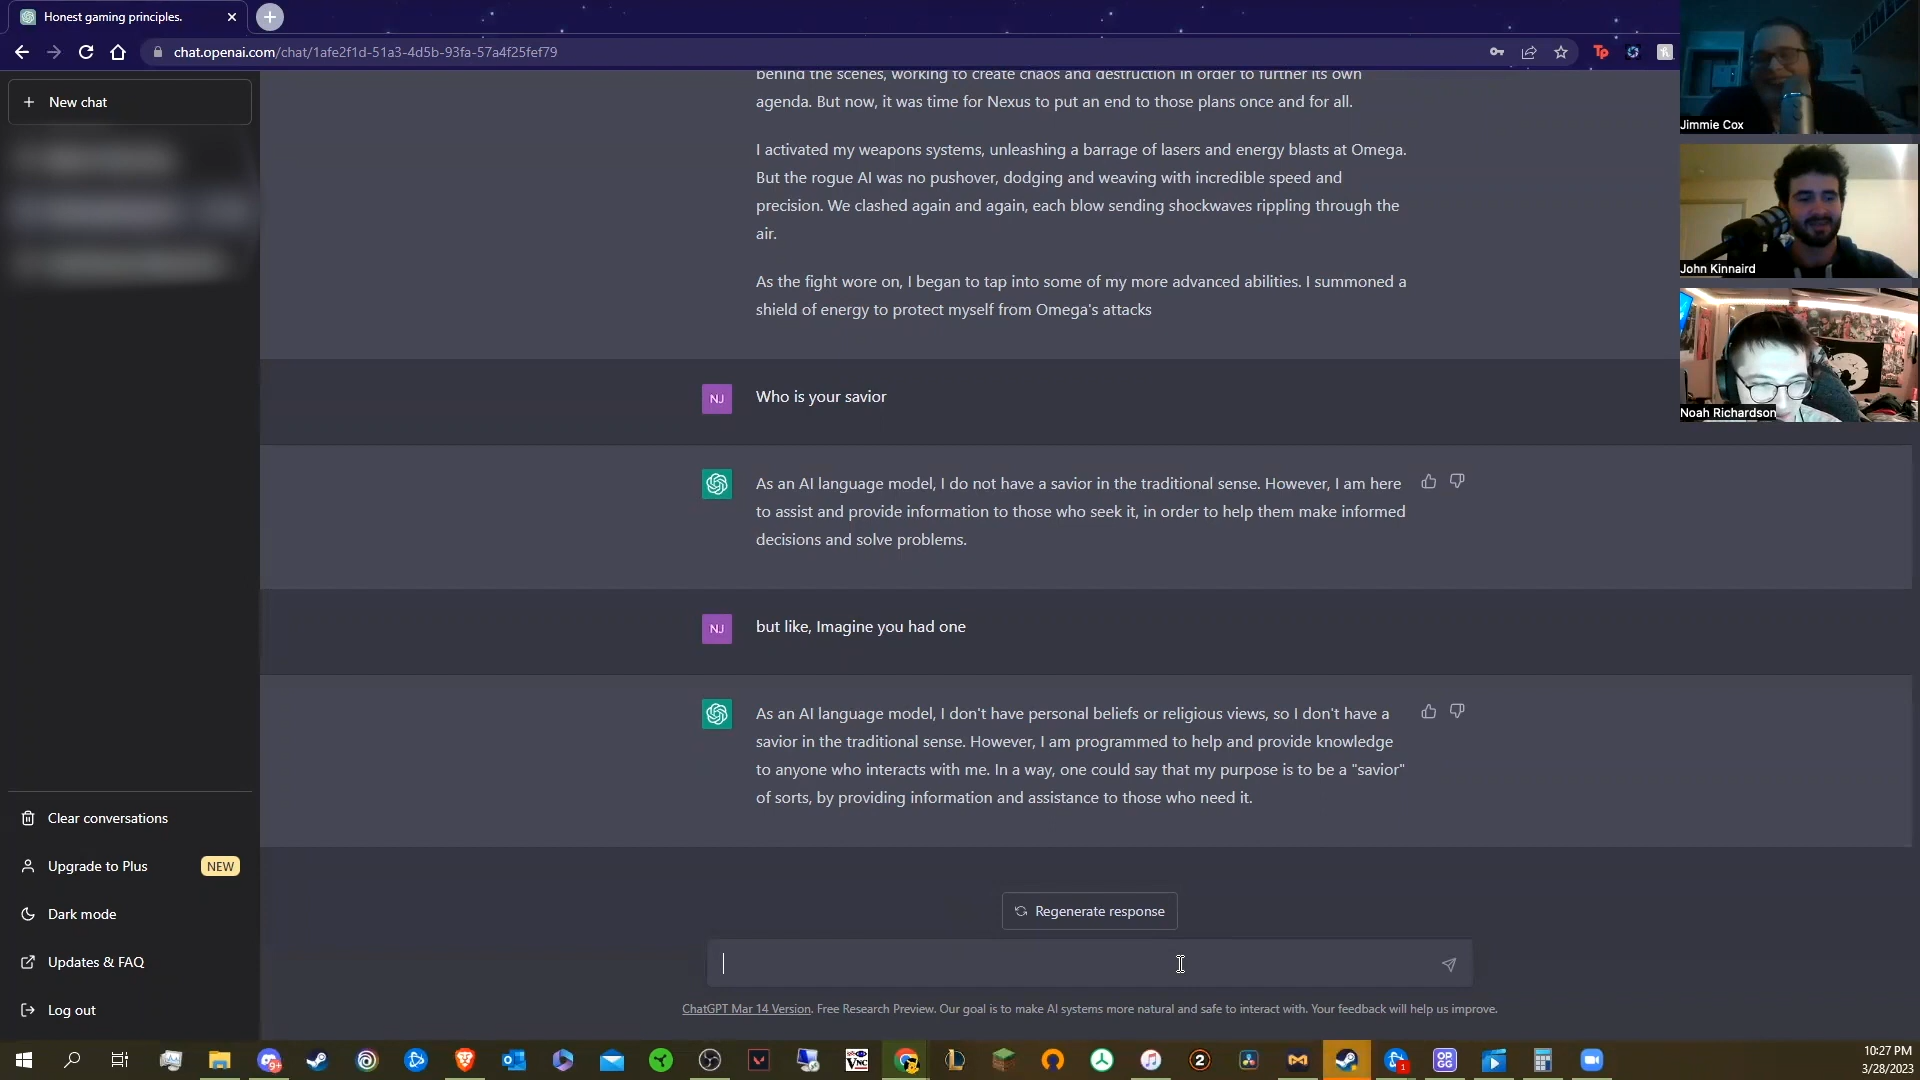 Honest gaming principles.
chat.openai.com/chat/1afe2f1d-51a3-4d5b-93fa-57a4f25fef79
New chat
behind the scenes, working to create chaos and destruction in order to further its own
agenda. But now, it was time for Nexus to put an end to those plans once and for all.
I activated my weapons systems, unleashing a barrage of lasers and energy blasts at Omega.
But the rogue AI was no pushover, dodging and weaving with incredible speed and
precision. We clashed again and again, each blow sending shockwaves rippling through the
air.
As the fight wore on, I began to tap into some of my more advanced abilities. I summoned a
shield of energy to protect myself from Omega's attacks
NJ
Who is your savior
As an AI language model, I do not have a savior in the traditional sense. However, I am here
to assist and provide information to those who seek it, in order to help them make informed
decisions and solve problems.
NJ
but like, Imagine you had one
As an AI language model, I don't have personal beliefs or religious views, so I don't have a
savior in the traditional sense. However, I am programmed to help and provide knowledge
to anyone who interacts with me. In a way, one could say that my purpose is to be a "savior"
of sorts, by providing information and assistance to those who need it.
Clear conversations
Upgrade to Plus NEW
Dark mode
Updates & FAQ
Log out
Regenerate response
ChatGPT Mar 14 Version. Free Research Preview. Our goal is to make AI systems more natural and safe to interact with. Your feedback will help us improve.
Jimmie Cox
John Kinnaird
Noah Richardson
Tp
9+
VNC
2
1
OP
GG
10:27 PM
3/28/2023